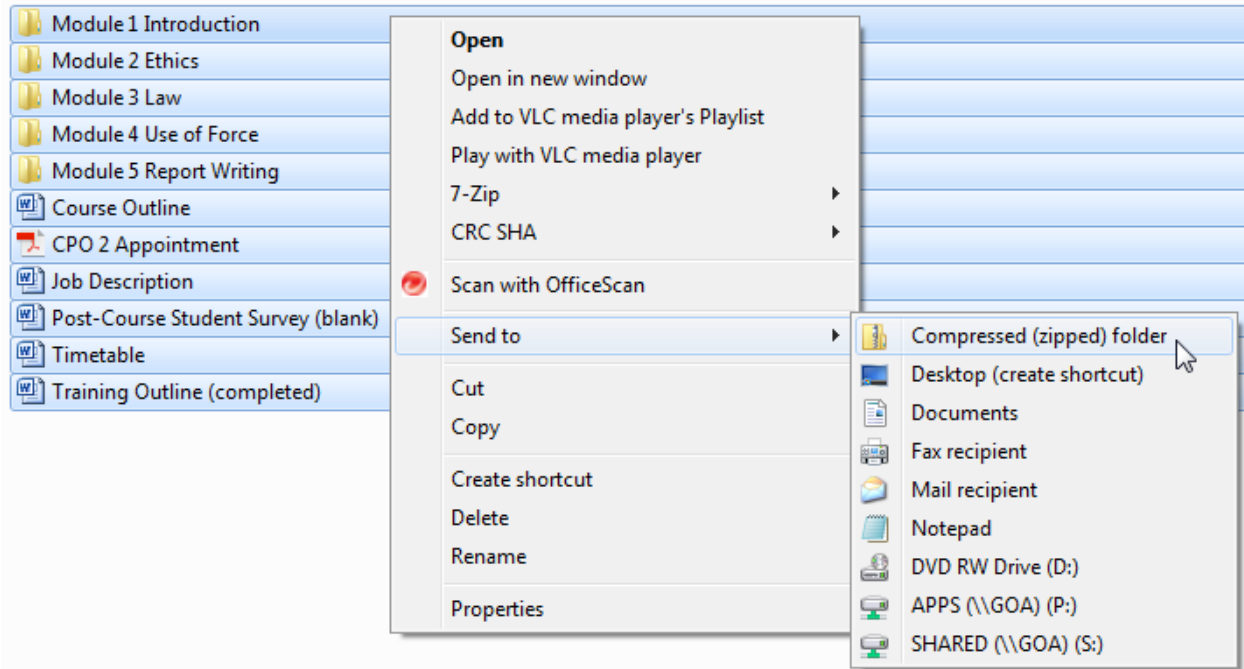 Module 1 Introduction
Module 2 Ethics
Module 3 Law
Module 4 Use of Force
Module 5 Report Writing
Course Outline
CPO 2 Appointment
Job Description
Post-Course Student Survey (blank)
Timetable
Training Outline (completed)
Open
Open in new window
Add to VLC media player's Playlist
Play with VLC media player
7-Zip
CRC SHA
Scan with OfficeScan
Send to
Cut
Copy
Create shortcut
Delete
Rename
Properties
Compressed (zipped) folder
Desktop (create shortcut)
Documents
Fax recipient
Mail recipient
Notepad
DVD RW Drive (D:)
APPS (\\GOA) (P:)
SHARED (\\GOA) (S:)